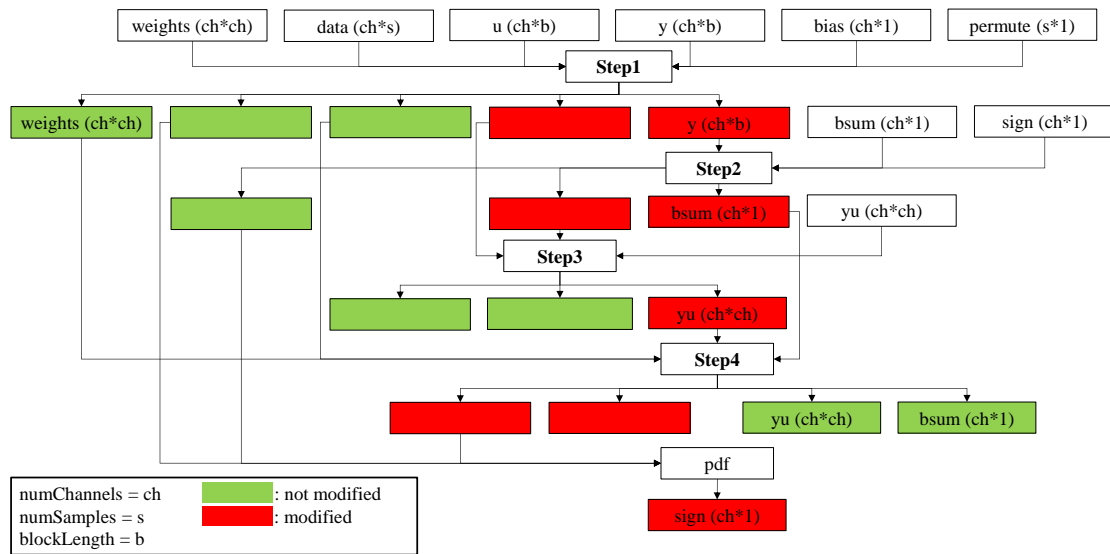 weights (ch*ch)
data (ch*s)
u (ch*b)
y (ch*b)
bias (ch*1)
permute (s*1)
Step1
weights (ch*ch)
y (ch*b)
bsum (ch*1)
sign (ch*1)
Step2
bsum (ch*1)
yu (ch*ch)
Step3
yu (ch*ch)
Step4
yu (ch*ch)
bsum (ch*1)
pdf
sign (ch*1)
numChannels = ch
: not modified
numSamples = s
: modified
blockLength = b